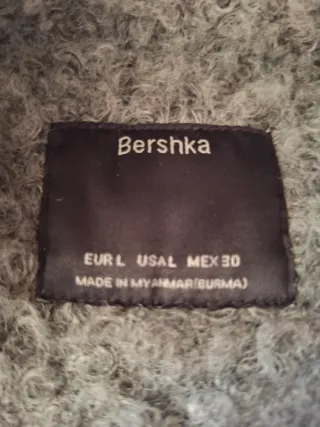 Bershka
EUR L USA L MEX 30
MADE IN MYANMAR(BURMA)